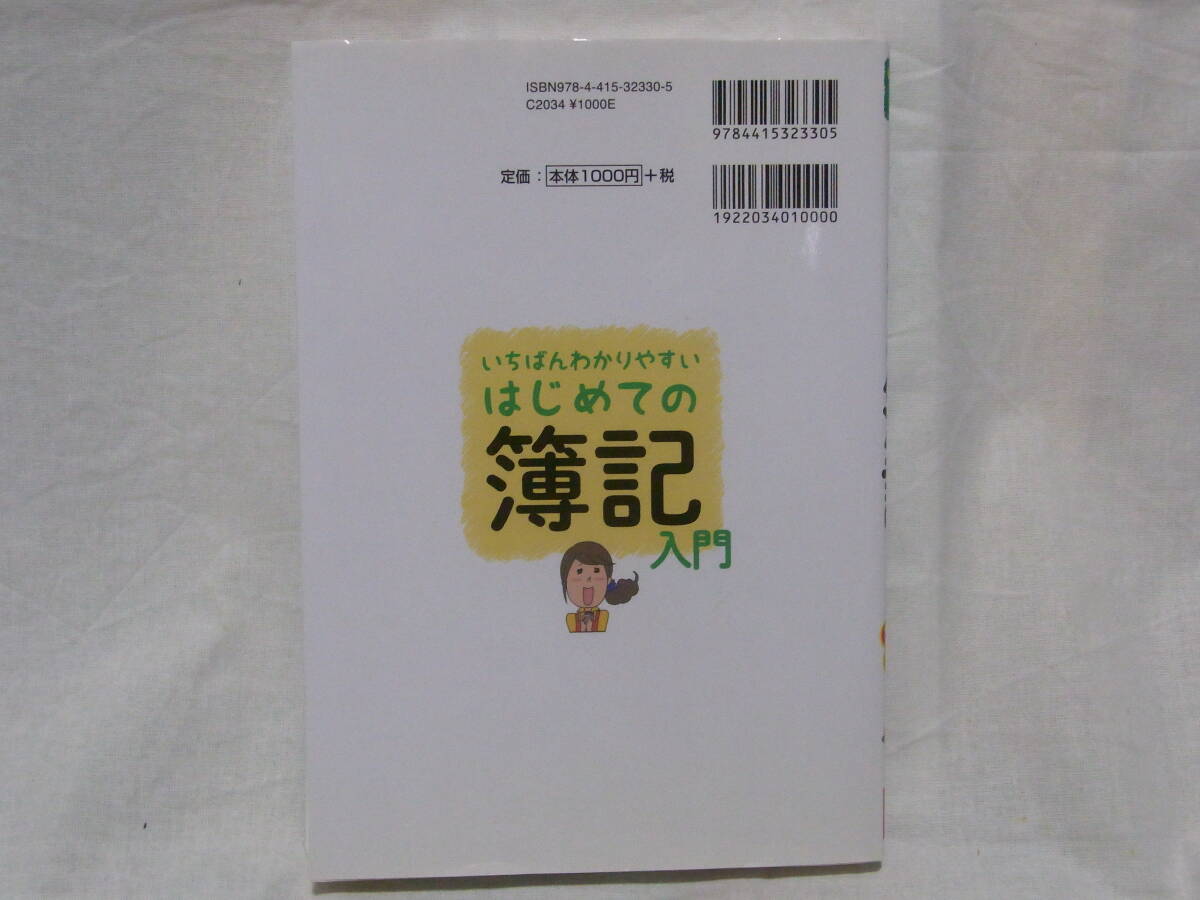 ISBN978-4-415-32330-5
C2034 ¥1000E
9784415323305
定価：本体1000円+税
1922034010000
いちばんわかりやすい
はじめての
簿記
入門